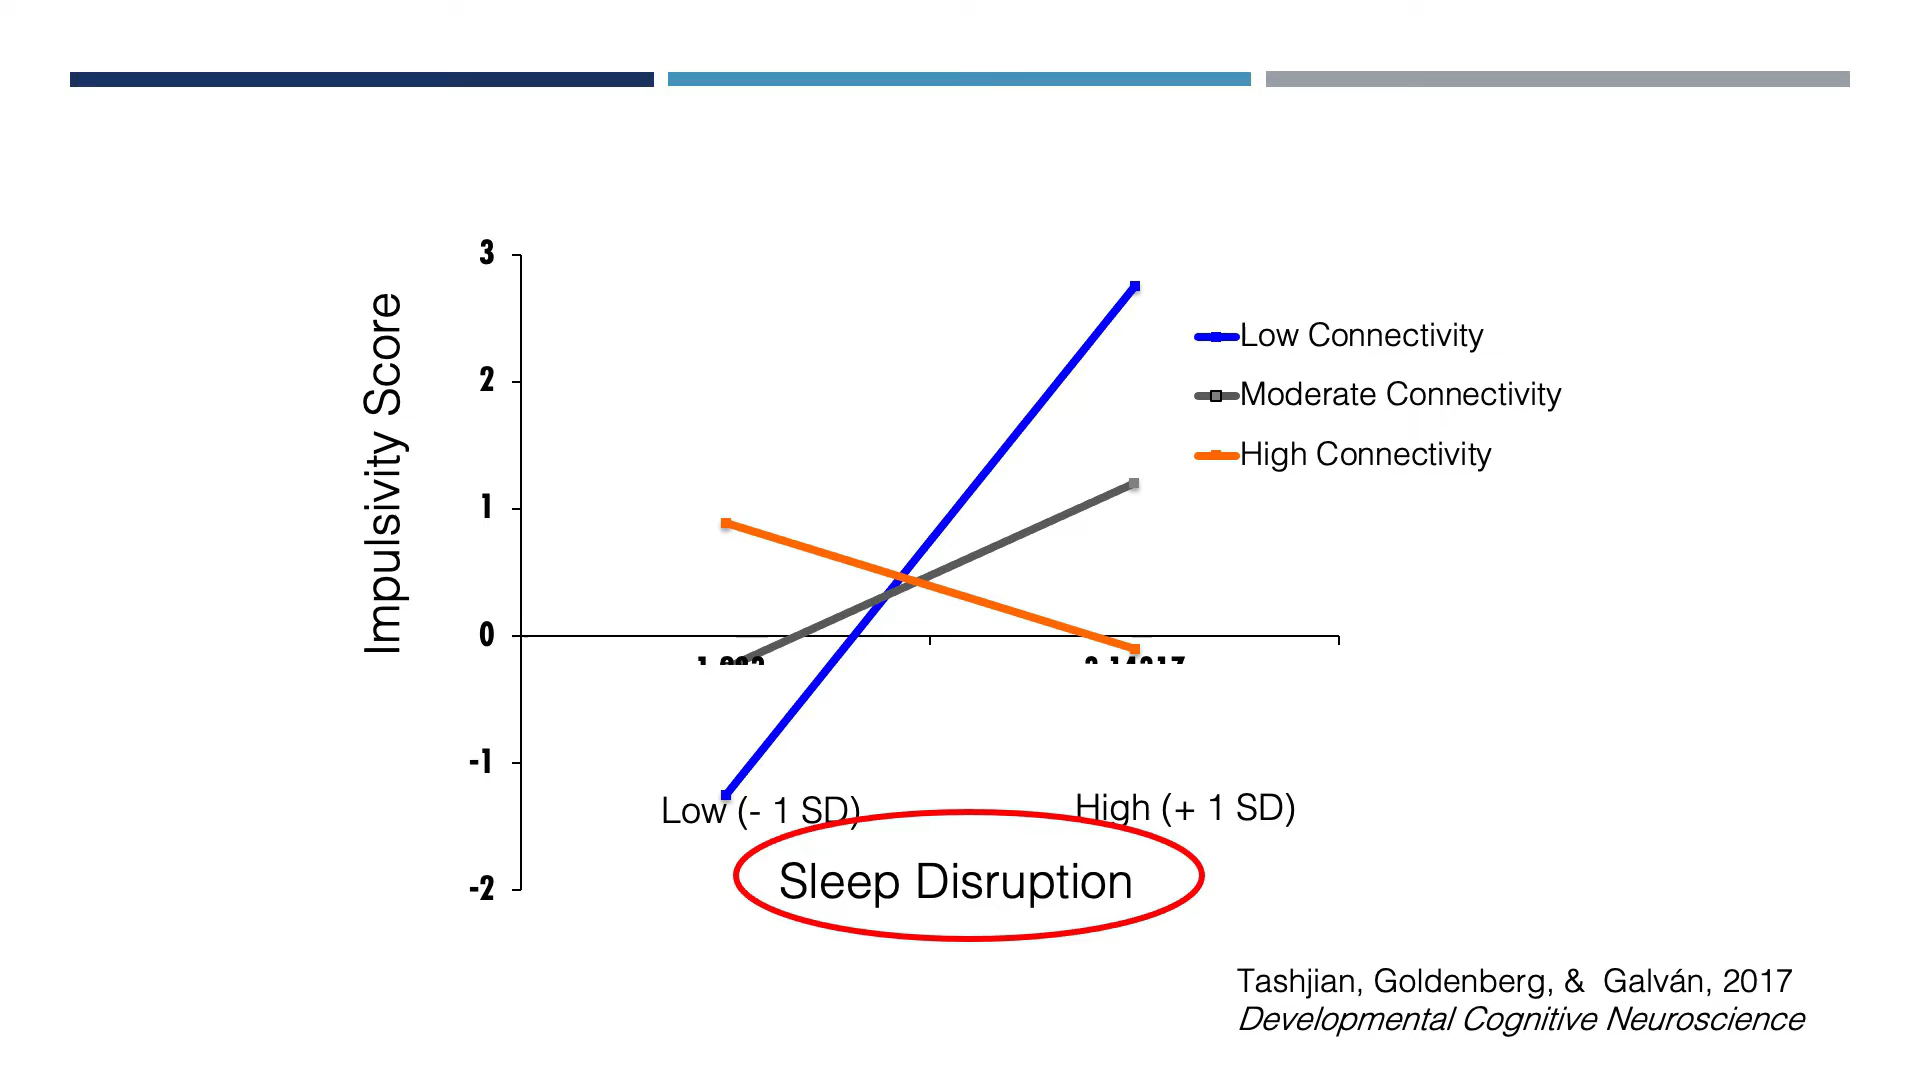 Impulsivity Score
3
2
1
0
-1
-2
Low Connectivity
Moderate Connectivity
High Connectivity
Low (- 1 SD)
High (+ 1 SD)
Sleep Disruption
Tashjian, Goldenberg, & Galván, 2017
Developmental Cognitive Neuroscience